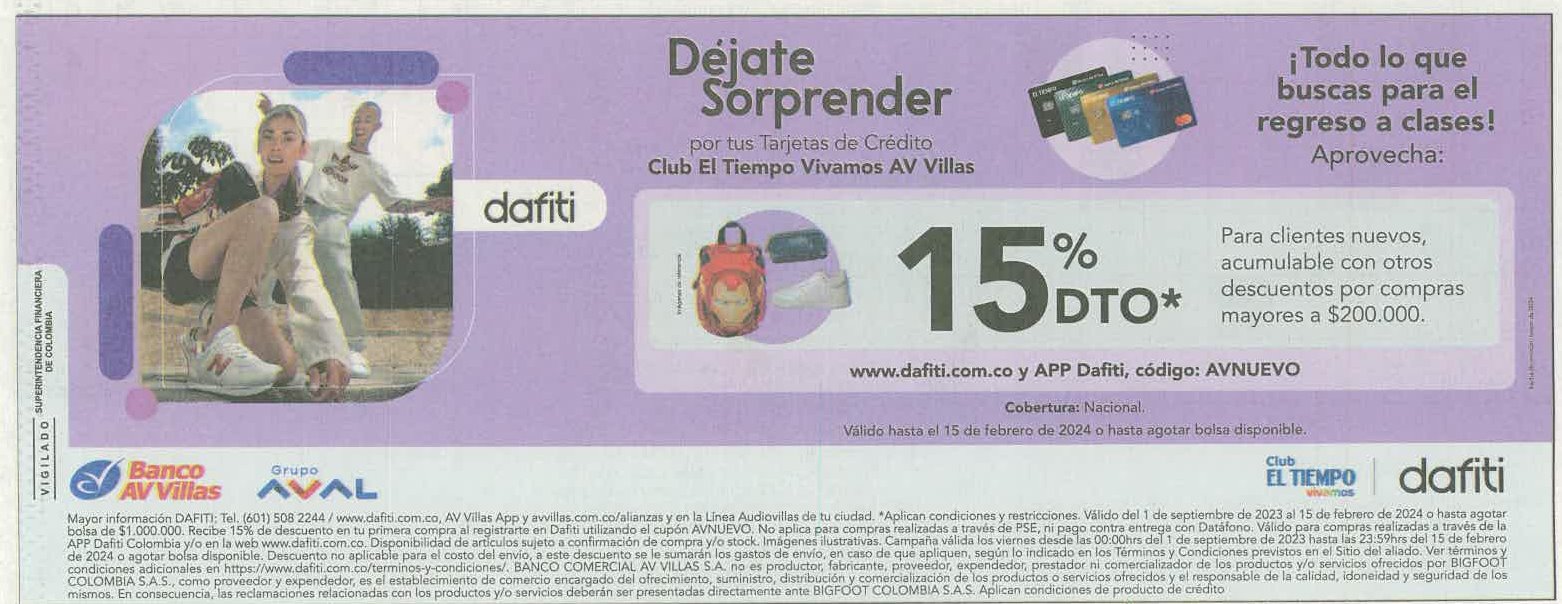 Déjate
Sorprender
por tus Tarjetas de Crédito
Club El Tiempo Vivamos AV Villas
EL TIEMPO
¡Todo lo que
buscas para el
regreso a clases!
Aprovecha:
dafiti
Imágenes de referencia
15% DTO*
Para clientes nuevos,
acumulable con otros
descuentos por compras
mayores a $200.000.
www.dafiti.com.co y APP Dafiti, código: AVNUEVO
Cobertura: Nacional.
Válido hasta el 15 de febrero de 2024 o hasta agotar bolsa disponible.
VIGILADO
SUPERINTENDENCIA FINANCIERA
DE COLOMBIA
Banco
AV Villas
Grupo
AVAL
Club
EL TIEMPO
vivamos
dafiti
Mayor información DAFITI: Tel. (601) 508 2244 / www.dafiti.com.co, AV Villas App y avvillas.com.co/alianzas y en la Línea Audiovillas de tu ciudad. *Aplican condiciones y restricciones. Válido del 1 de septiembre de 2023 al 15 de febrero de 2024 o hasta agotar
bolsa de $1.000.000. Recibe 15% de descuento en tu primera compra al registrarte en Dafiti utilizando el cupón AVNUEVO. No aplica para compras realizadas a través de PSE, ni pago contra entrega con Datáfono. Válido para compras realizadas a través de la
APP Dafiti Colombia y/o en la web www.dafiti.com.co. Disponibilidad de artículos sujeto a confirmación de compra y/o stock. Imágenes ilustrativas. Campaña válida los viernes desde las 00:00hrs del 1 de septiembre de 2023 hasta las 23:59hrs del 15 de febrero
de 2024 o agotar bolsa disponible. Descuento no aplicable para el costo del envío, a este descuento se le sumarán los gastos de envío, en caso de que apliquen, según lo indicado en los Términos y Condiciones previstos en el Sitio del aliado. Ver términos y
condiciones adicionales en https://www.dafiti.com.co/terminos-y-condiciones/. BANCO COMERCIAL AV VILLAS S.A. no es productor, fabricante, proveedor, expendedor, prestador ni comercializador de los productos y/o servicios ofrecidos por BIGFOOT
COLOMBIA S.A.S., como proveedor y expendedor, es el establecimiento de comercio encargado del ofrecimiento, suministro, distribución y comercialización de los productos o servicios ofrecidos y el responsable de la calidad, idoneidad y seguridad de los
mismos. En consecuencia, las reclamaciones relacionadas con los productos y/o servicios deberán ser presentadas directamente ante BIGFOOT COLOMBIA S.A.S. Aplican condiciones de producto de crédito